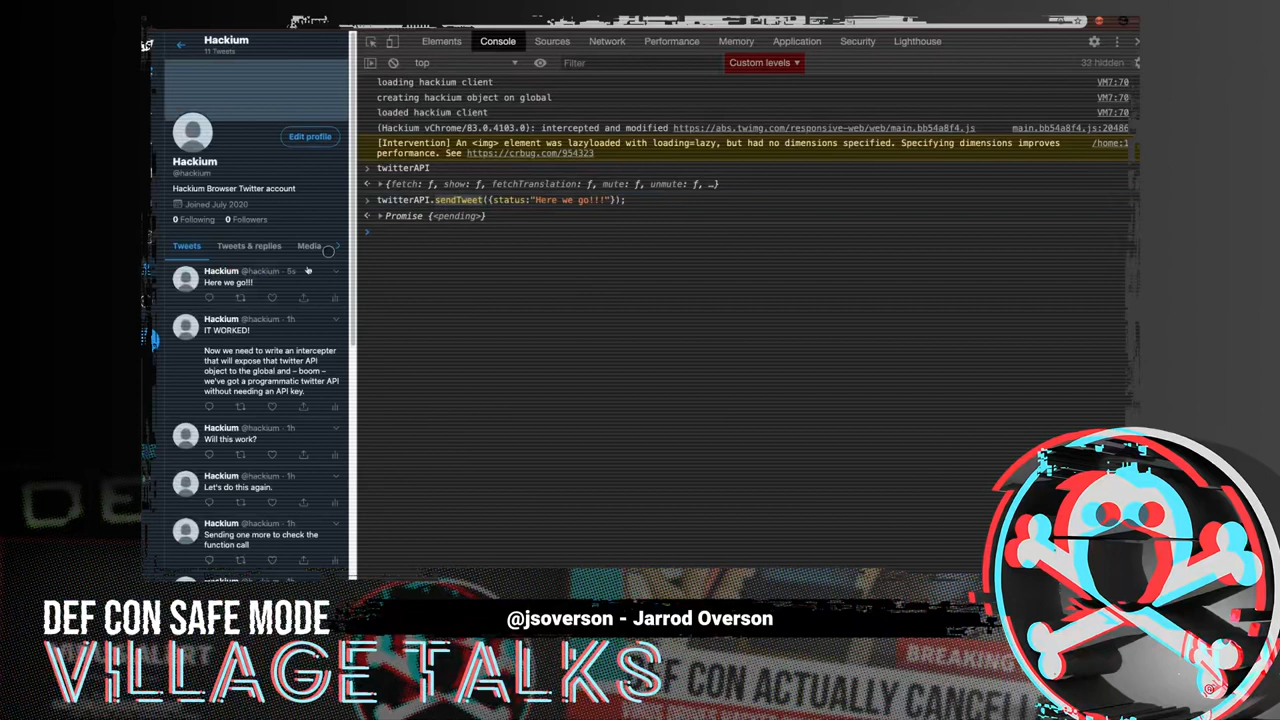 Hackium
11 Tweets
Edit profile
Hackium
@hackium
Hackium Browser Twitter account
Joined July 2020
0 Following 0 Followers
Tweets Tweets & replies Media
Hackium @hackium · 5s
Here we go!!!
Hackium @hackium · 1h
IT WORKED!
Now we need to write an intercepter
that will expose that twitter API
object to the global and – boom –
we've got a programmatic twitter API
without needing an API key.
Hackium @hackium · 1h
Will this work?
Hackium @hackium · 1h
Let's do this again.
Hackium @hackium · 1h
Sending one more to check the
function call
Elements Console Sources Network Performance Memory Application Security Lighthouse
top Filter Custom levels 33 hidden
loading hackium client VM7:70
creating hackium object on global VM7:70
loaded hackium client VM7:70
(Hackium vChrome/83.0.4103.0): intercepted and modified https://abs.twimg.com/responsive-web/web/main.bb54a8f4.js main.bb54a8f4.js:20486
[Intervention] An <img> element was lazyloaded with loading=lazy, but had no dimensions specified. Specifying dimensions improves /home:1
performance. See https://crbug.com/954323
twitterAPI
{fetch: ƒ, show: ƒ, fetchTranslation: ƒ, mute: ƒ, unmute: ƒ, …}
twitterAPI.sendTweet({status:"Here we go!!!"});
Promise {<pending>}
DEF CON SAFE MODE
VILLAGE TALKS
@jsoverson - Jarrod Overson
BREAKING
DEF CON ACTUALLY CANCEL